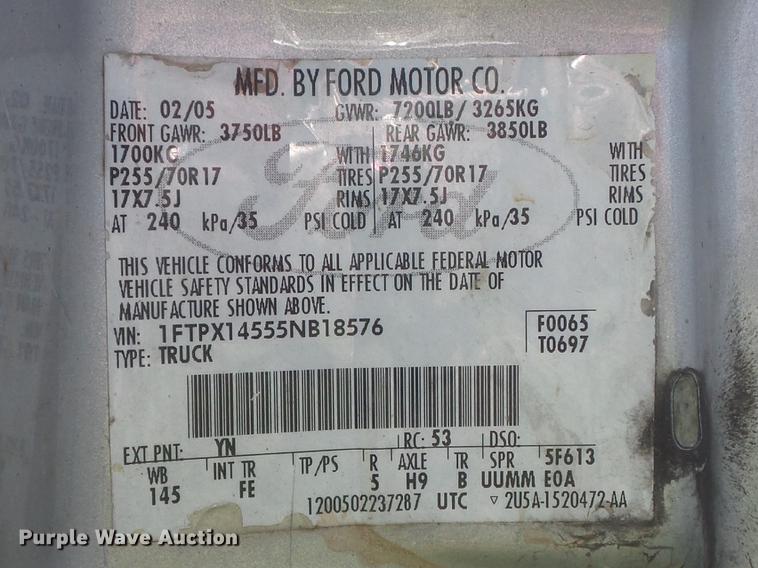 MFD. BY FORD MOTOR CO.
DATE: 02/05 GVWR: 7200LB/ 3265KG
FRONT GAWR: 3750LB REAR GAWR: 3850LB
1700KG WITH 1746KG WITH
P255/70R17 TIRES P255/70R17 TIRES
17X7.5J RIMS 17X7.5J RIMS
AT 240 kPa/35 PSI COLD AT 240 kPa/35 PSI COLD
Ford
THIS VEHICLE CONFORMS TO ALL APPLICABLE FEDERAL MOTOR
VEHICLE SAFETY STANDARDS IN EFFECT ON THE DATE OF
MANUFACTURE SHOWN ABOVE.
VIN: 1FTPX14555NB18576 F0065
TYPE: TRUCK T0697
EXT PNT: YN RC: 53 DSO:
WB INT TR TP/PS R AXLE TR SPR 5F613
145 FE 5 H9 B UUMM E0A
1200502237287 UTC ▽ 2U5A-1520472-AA
Purple Wave Auction